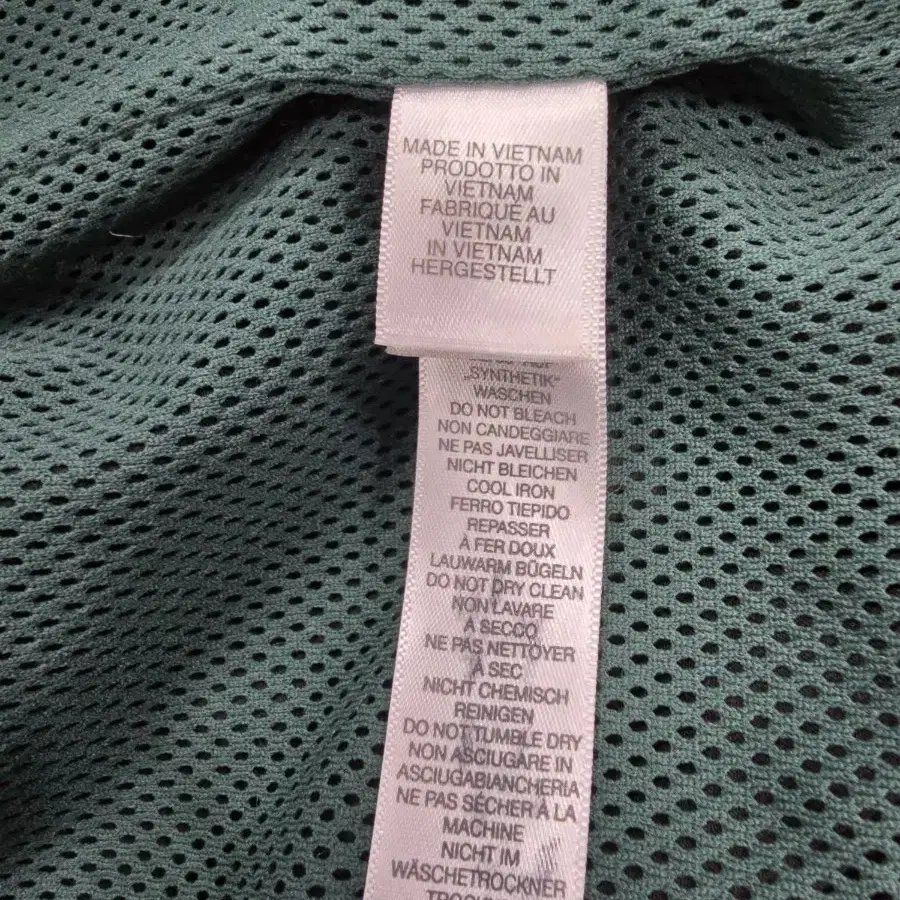 MADE IN VIETNAM
PRODOTTO IN
VIETNAM
FABRIQUÉ AU
VIETNAM
IN VIETNAM
HERGESTELLT
„SYNTHETIK“
WASCHEN
DO NOT BLEACH
NON CANDEGGIARE
NE PAS JAVELLISER
NICHT BLEICHEN
COOL IRON
FERRO TIEPIDO
REPASSER
À FER DOUX
LAUWARM BÜGELN
DO NOT DRY CLEAN
NON LAVARE
A SECCO
NE PAS NETTOYER
À SEC
NICHT CHEMISCH
REINIGEN
DO NOT TUMBLE DRY
NON ASCIUGARE IN
ASCIUGABIANCHERIA
NE PAS SÉCHER À LA
MACHINE
NICHT IM
WÄSCHETROCKNER